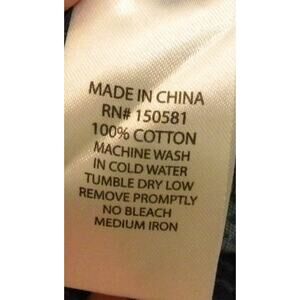 MADE IN CHINA
RN# 150581
100% COTTON
MACHINE WASH
IN COLD WATER
TUMBLE DRY LOW
REMOVE PROMPTLY
NO BLEACH
MEDIUM IRON